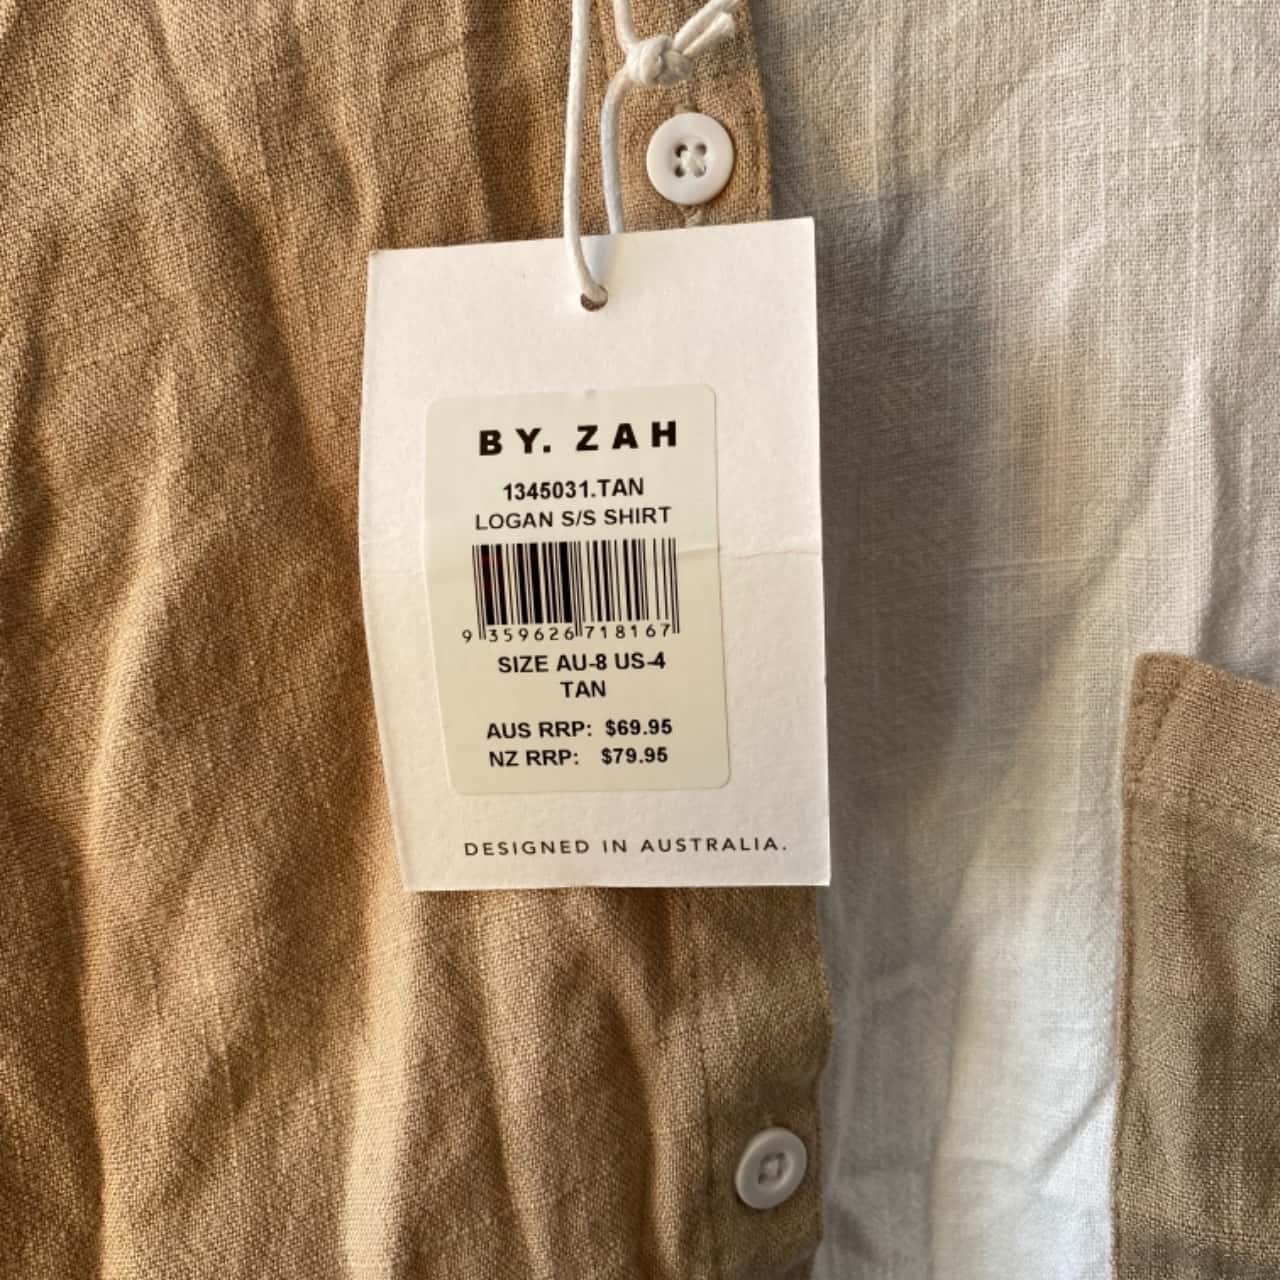 BY. ZAH
1345031.TAN
LOGAN S/S SHIRT
9 359626 718167
SIZE AU-8 US-4
TAN
AUS RRP: $69.95
NZ RRP: $79.95
DESIGNED IN AUSTRALIA.